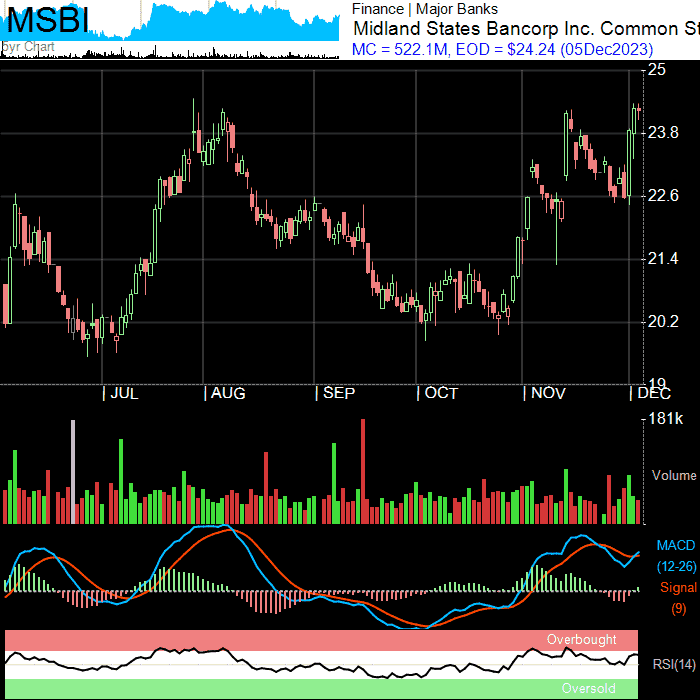 MSBI
byr Chart
Finance | Major Banks
Midland States Bancorp Inc. Common St
MC = 522.1M, EOD = $24.24 (05Dec2023)
25
23.8
22.6
21.4
20.2
19
JUL AUG SEP OCT NOV DEC
181k
Volume
MACD
(12-26)
Signal
(9)
Overbought
RSI(14)
Oversold